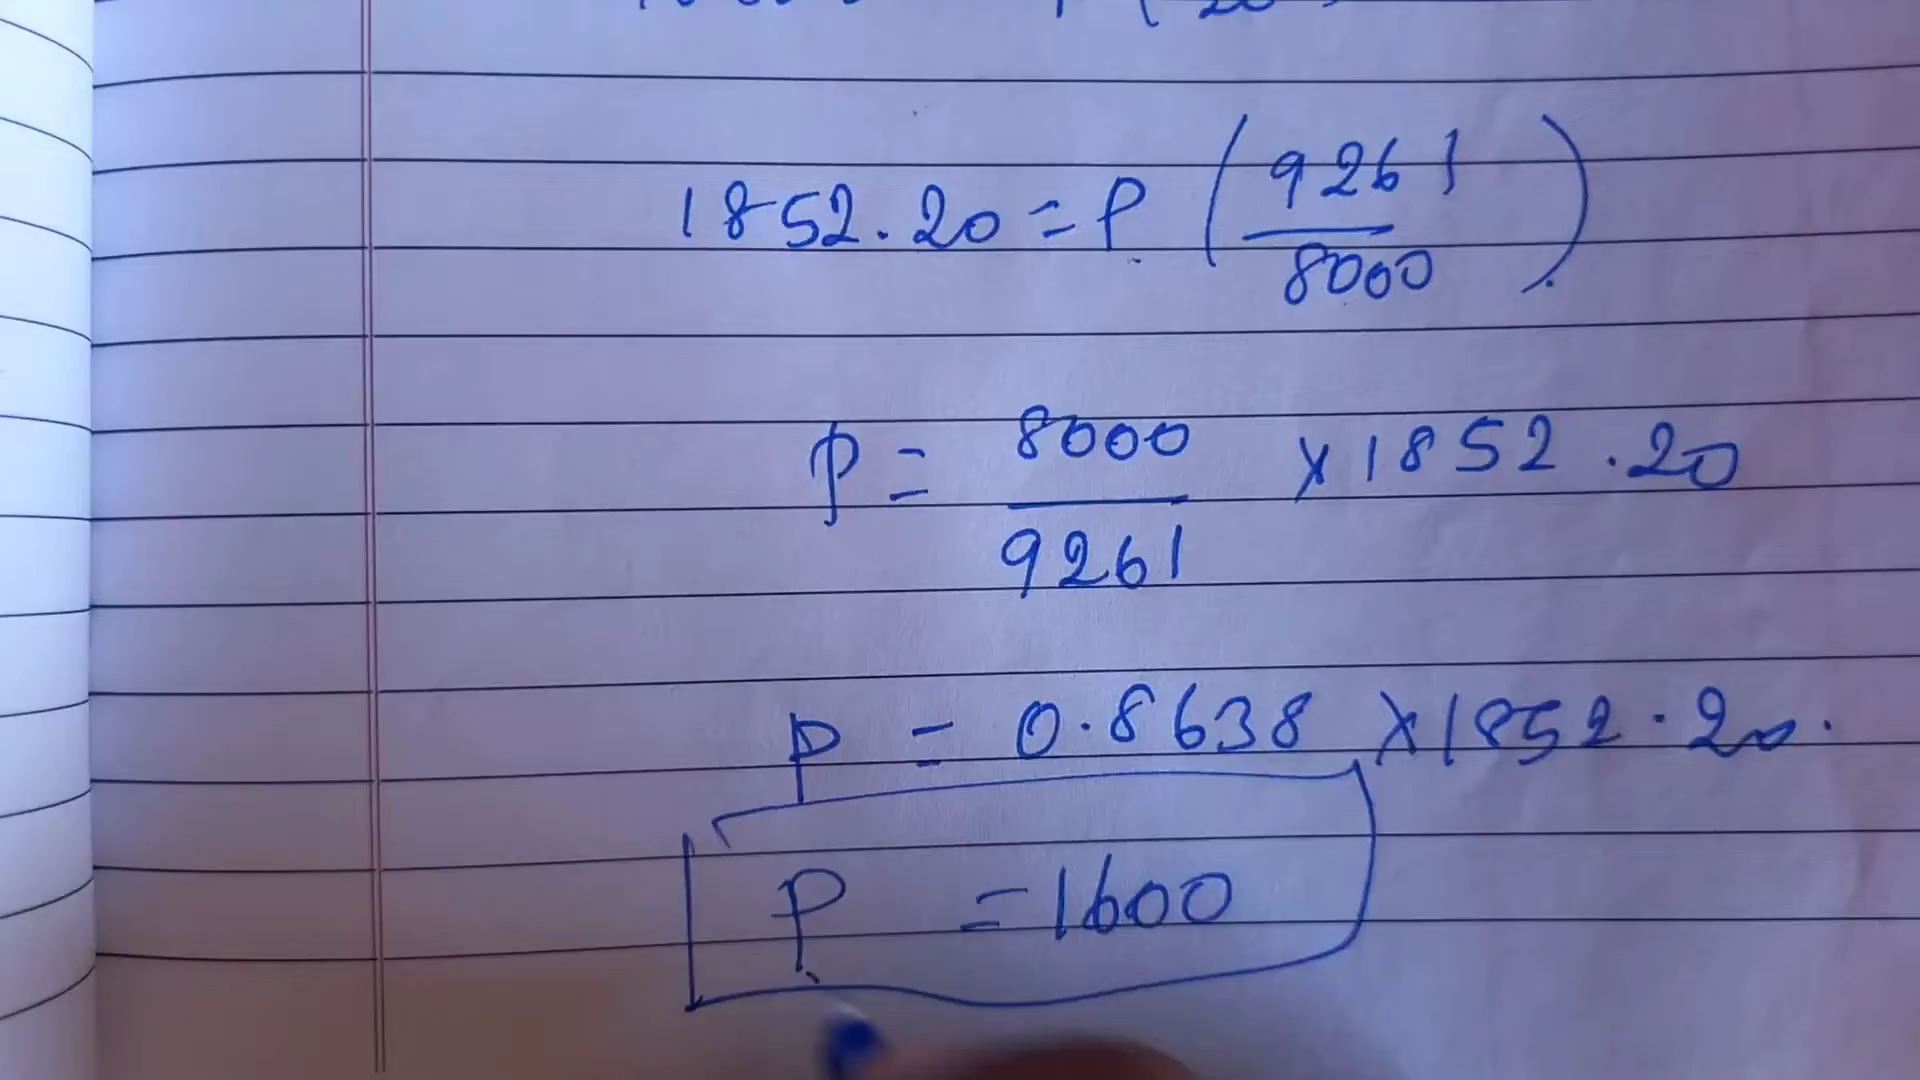 1852.20 = P ( 9261 / 8000 )
P = 8000 / 9261 x 1852.20
P = 0.8638 x 1852.20.
P = 1600